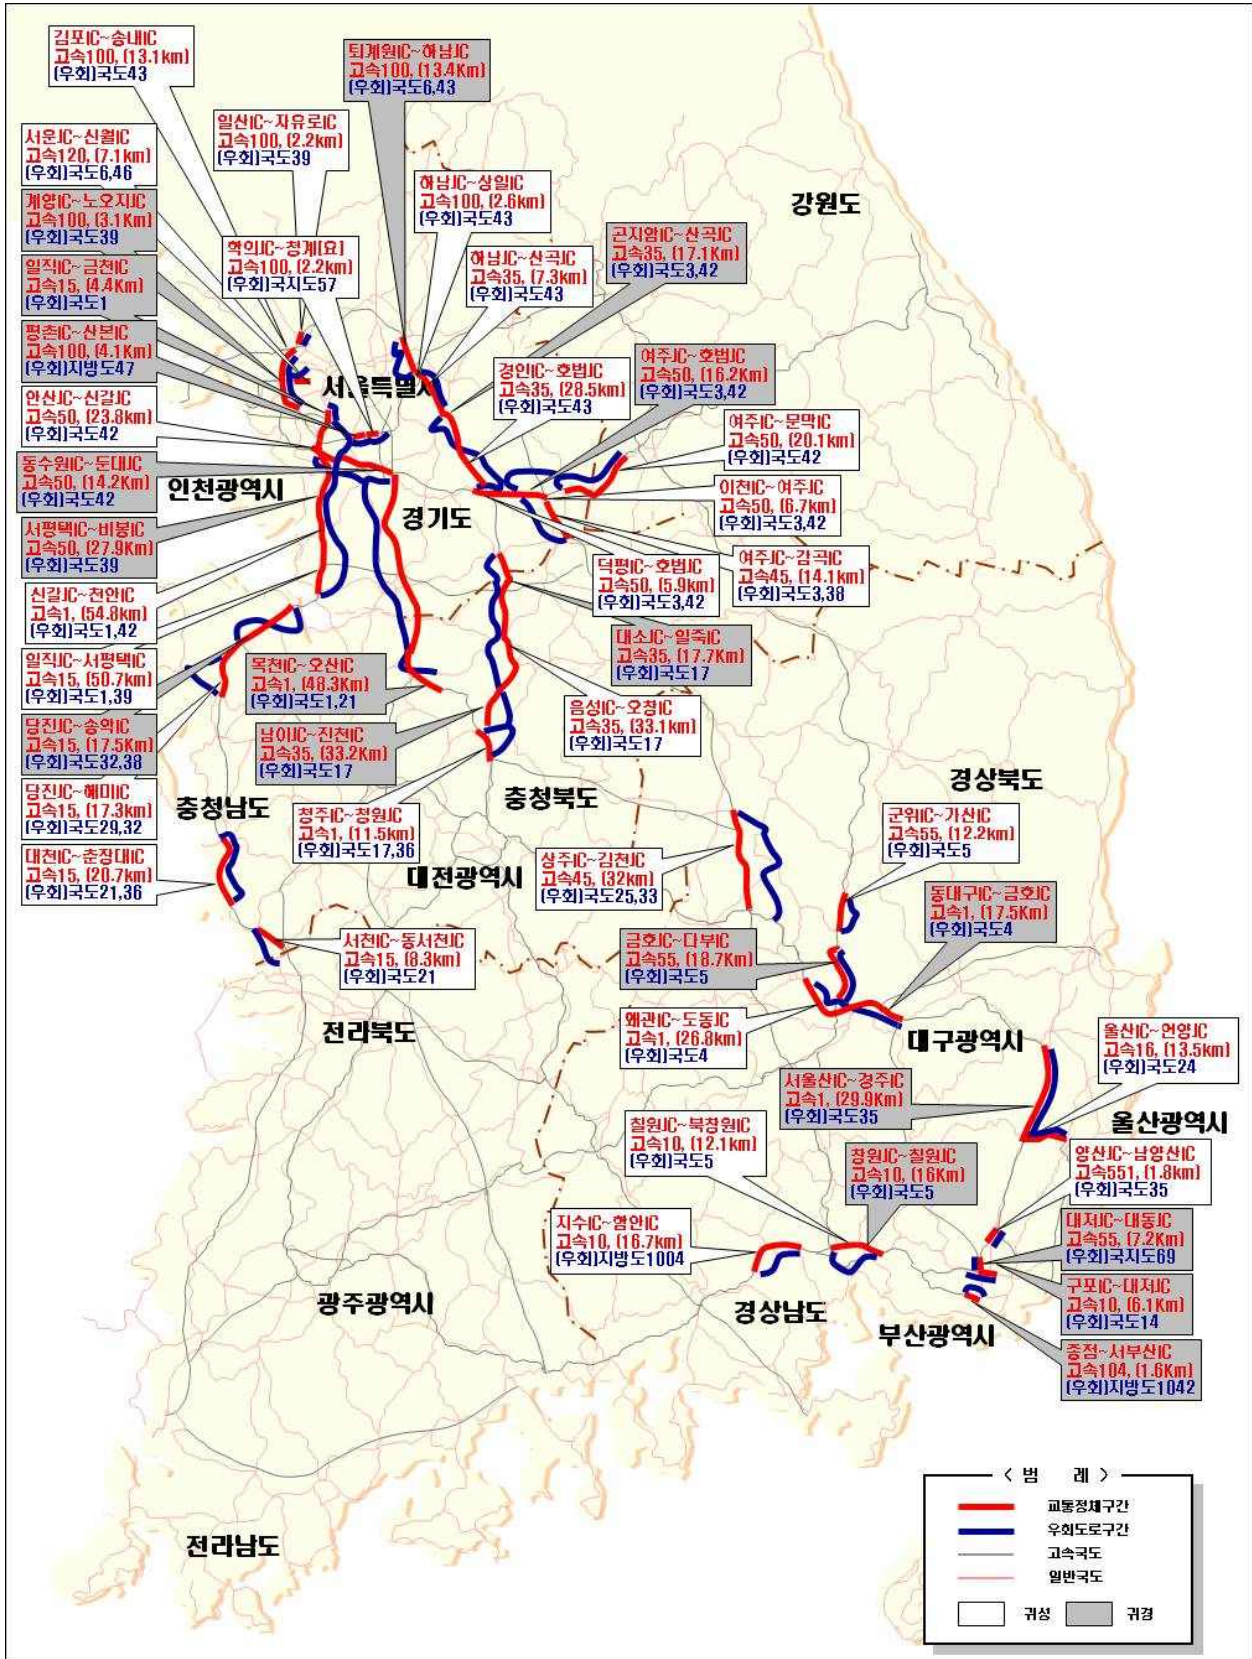 김포IC~송내IC
고속100, (13.1km)
(우회)국도43
퇴계원IC~하남JC
고속100, (13.4Km)
(우회)국도6,43
일산IC~자유로IC
고속100, (2.2km)
(우회)국도39
서운JC~신월IC
고속120, (7.1km)
(우회)국도6,46
하남JC~상일IC
고속100, (2.6km)
(우회)국도43
강원도
계양IC~노오지JC
고속100, (3.1Km)
(우회)국도39
학의JC~청계(요)
고속100, (2.2km)
(우회)국지도57
하남JC~산곡JC
고속35, (7.3km)
(우회)국도43
곤지암IC~산곡JC
고속35, (17.1Km)
(우회)국도3,42
일직IC~금천IC
고속15, (4.4Km)
(우회)국도1
평촌IC~산본IC
고속100, (4.1Km)
(우회)지방도47
서울특별시
경인IC~호법JC
고속35, (28.5km)
(우회)국도43
여주JC~호법JC
고속50, (16.2Km)
(우회)국도3,42
안산JC~신갈JC
고속50, (23.8km)
(우회)국도42
여주IC~문막IC
고속50, (20.1km)
(우회)국도42
동수원IC~둔대JC
고속50, (14.2Km)
(우회)국도42
인천광역시
경기도
이천IC~여주JC
고속50, (6.7km)
(우회)국도3,42
서평택IC~비봉IC
고속50, (27.9Km)
(우회)국도39
덕평IC~호법JC
고속50, (5.9km)
(우회)국도3,42
여주JC~감곡IC
고속45, (14.1km)
(우회)국도3,38
신갈JC~천안IC
고속1, (54.8km)
(우회)국도1,42
대소JC~일죽IC
고속35, (17.7Km)
(우회)국도17
일직JC~서평택IC
고속15, (50.7km)
(우회)국도1,39
목천IC~오산IC
고속1, (48.3Km)
(우회)국도1,21
음성IC~오창IC
고속35, (33.1km)
(우회)국도17
당진JC~송악IC
고속15, (17.5Km)
(우회)국도32,38
남이JC~진천IC
고속35, (33.2Km)
(우회)국도17
당진JC~해미IC
고속15, (17.3km)
(우회)국도29,32
충청남도
청주IC~청원JC
고속1, (11.5km)
(우회)국도17,36
충청북도
경상북도
군위IC~가산IC
고속55, (12.2km)
(우회)국도5
대천IC~춘장대IC
고속15, (20.7km)
(우회)국도21,36
대전광역시
상주IC~김천JC
고속45, (32km)
(우회)국도25,33
동대구IC~금호JC
고속1, (17.5Km)
(우회)국도4
서천IC~동서천JC
고속15, (8.3km)
(우회)국도21
금호JC~다부IC
고속55, (18.7Km)
(우회)국도5
전라북도
왜관IC~도동JC
고속1, (26.8km)
(우회)국도4
대구광역시
울산IC~언양JC
고속16, (13.5km)
(우회)국도24
서울산IC~경주IC
고속1, (29.9Km)
(우회)국도35
울산광역시
칠원JC~북창원IC
고속10, (12.1km)
(우회)국도5
창원JC~칠원JC
고속10, (16Km)
(우회)국도5
양산JC~남양산IC
고속551, (1.8km)
(우회)국도35
지수IC~함안IC
고속10, (16.7km)
(우회)지방도1004
대저JC~대동JC
고속55, (7.2Km)
(우회)국지도69
광주광역시
경상남도
부산광역시
구포IC~대저JC
고속10, (6.1Km)
(우회)국도14
종점~서부산IC
고속104, (1.6Km)
(우회)지방도1042
< 범 례 >
교통정체구간
우회도로구간
고속국도
일반국도
귀성 귀경
전라남도